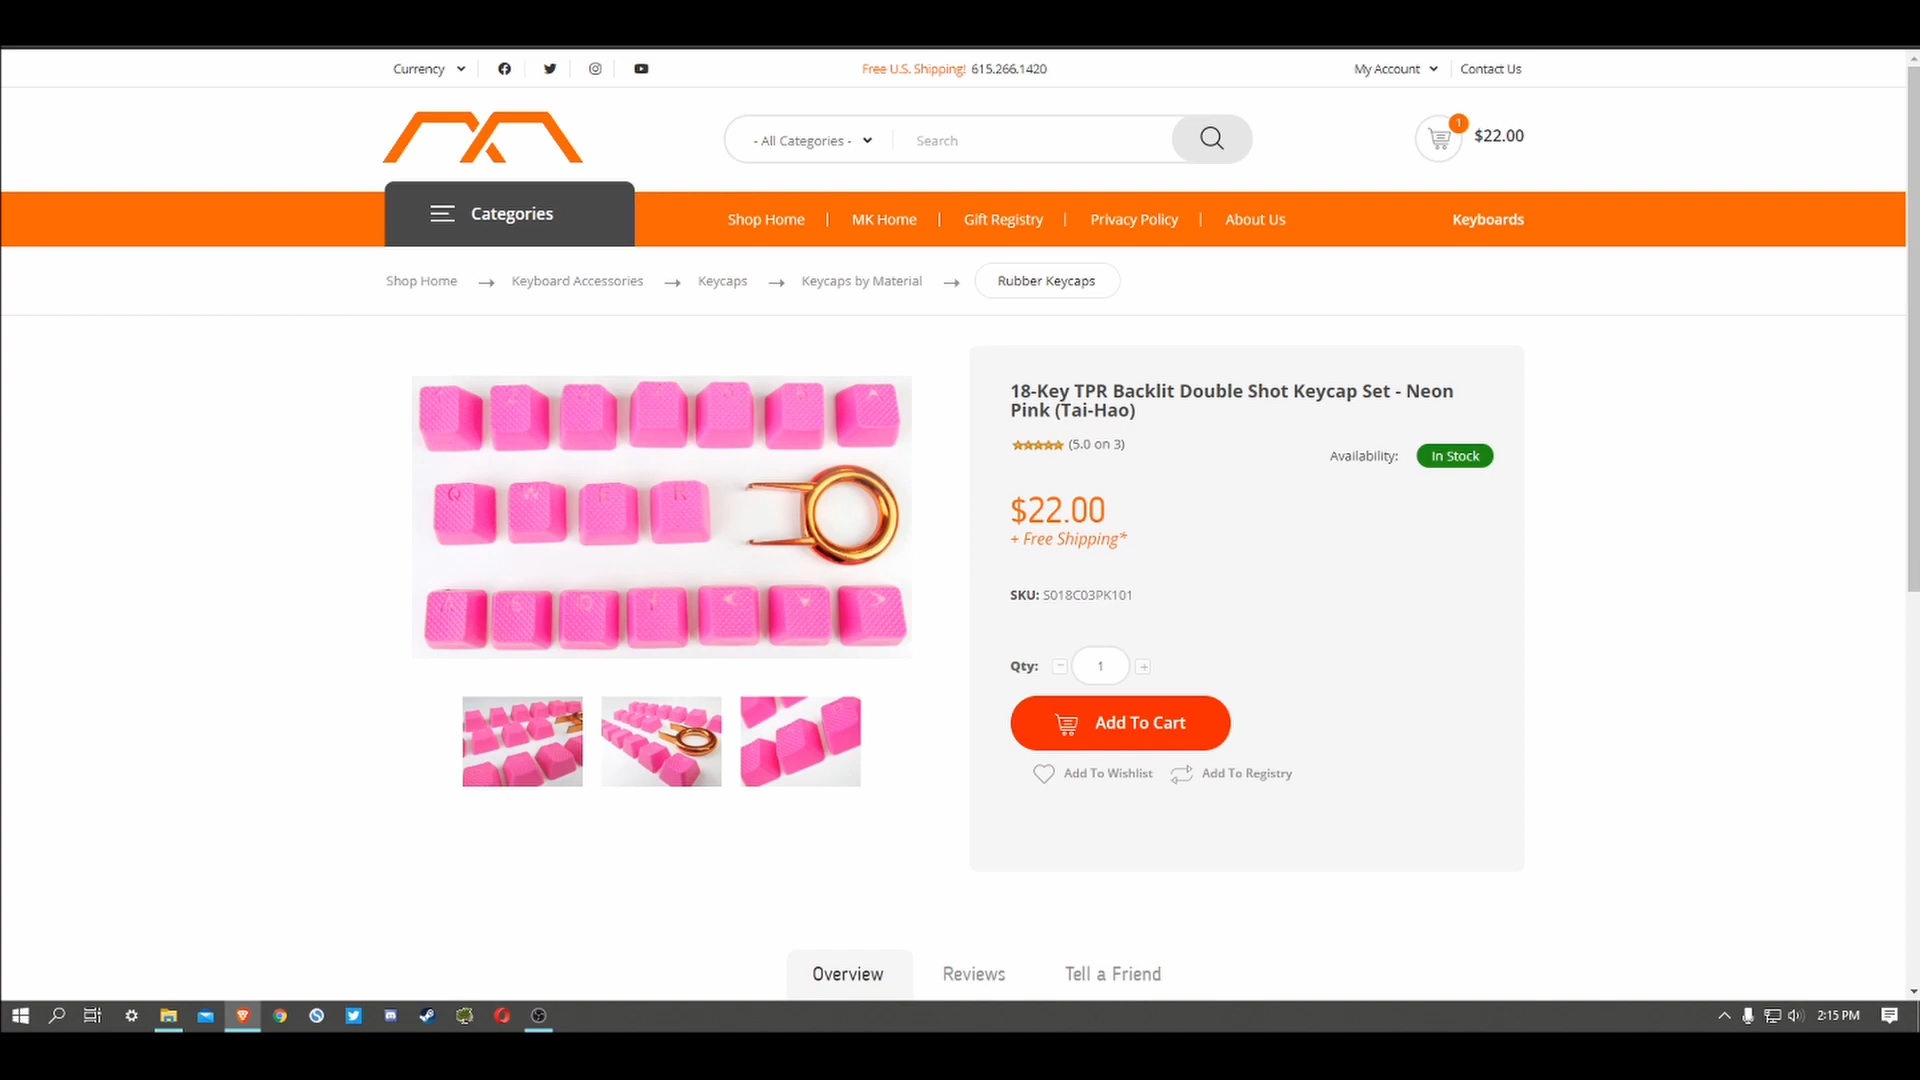 Currency
Free U.S. Shipping! 615.266.1420
My Account
Contact Us
- All Categories -
Search
1
$22.00
Categories
Shop Home
MK Home
Gift Registry
Privacy Policy
About Us
Keyboards
Shop Home
Keyboard Accessories
Keycaps
Keycaps by Material
Rubber Keycaps
Q W E R
18-Key TPR Backlit Double Shot Keycap Set - Neon
Pink (Tai-Hao)
(5.0 on 3)
Availability:
In Stock
$22.00
+ Free Shipping*
SKU: S018C03PK101
Qty:
1
Add To Cart
Add To Wishlist
Add To Registry
Overview
Reviews
Tell a Friend
2:15 PM